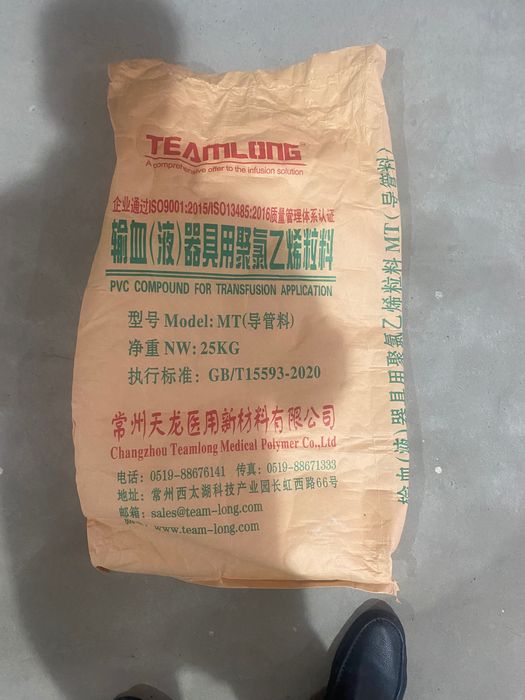 TEAMLONG
A comprehensive offer to the infusion solution
企业通过ISO9001:2015/ISO13485:2016质量管理体系认证
输血(液)器具用聚氯乙烯粒料
PVC COMPOUND FOR TRANSFUSION APPLICATION
型号 Model: MT(导管料)
净重 NW: 25KG
执行标准: GB/T15593-2020
常州天龙医用新材料有限公司
Changzhou Teamlong Medical Polymer Co.,Ltd
电话: 0519-88676141 传真: 0519-88671333
地址: 常州西太湖科技产业园长虹西路66号
邮箱: sales@team-long.com
www.team-long.com
输血(液)器具用聚氯乙烯粒料 MT(导管料)